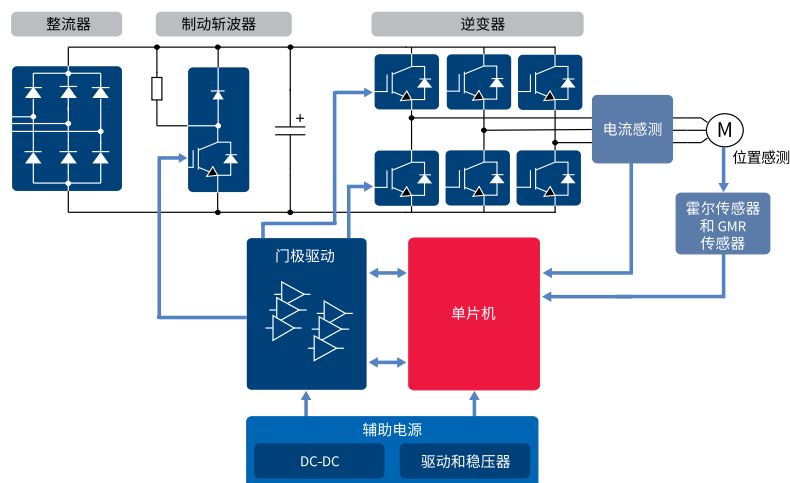 整流器
制动斩波器
逆变器
+
电流感测
M
位置感测
霍尔传感器
和 GMR
传感器
门极驱动
单片机
辅助电源
DC-DC
驱动和稳压器